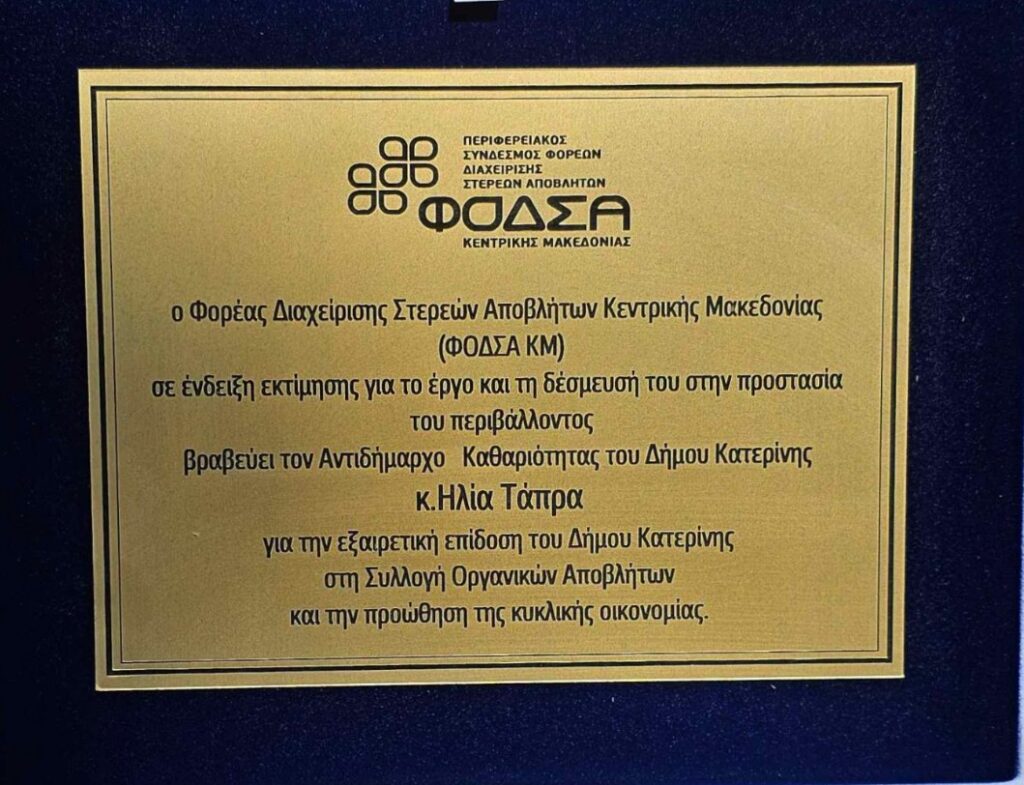 ΠΕΡΙΦΕΡΕΙΑΚΟΣ
ΣΥΝΔΕΣΜΟΣ ΦΟΡΕΩΝ
ΔΙΑΧΕΙΡΙΣΗΣ
ΣΤΕΡΕΩΝ ΑΠΟΒΛΗΤΩΝ
ΦΟΔΣΑ
ΚΕΝΤΡΙΚΗΣ ΜΑΚΕΔΟΝΙΑΣ
ο Φορέας Διαχείρισης Στερεών Αποβλήτων Κεντρικής Μακεδονίας
(ΦΟΔΣΑ ΚΜ)
σε ένδειξη εκτίμησης για το έργο και τη δέσμευσή του στην προστασία
του περιβάλλοντος
βραβεύει τον Αντιδήμαρχο Καθαριότητας του Δήμου Κατερίνης
κ.Ηλία Τάπρα
για την εξαιρετική επίδοση του Δήμου Κατερίνης
στη Συλλογή Οργανικών Αποβλήτων
και την προώθηση της κυκλικής οικονομίας.